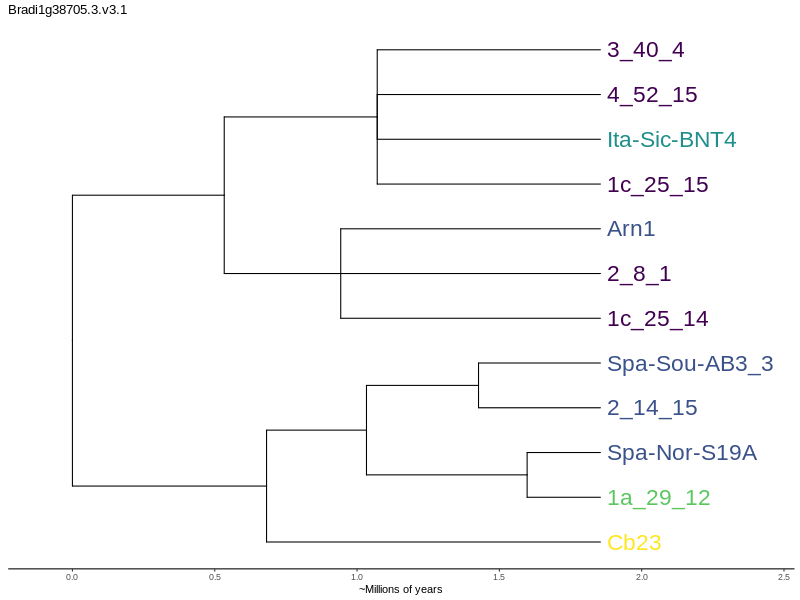 Bradi1g38705.3.v3.1
3_40_4
4_52_15
Ita-Sic-BNT4
1c_25_15
Arn1
2_8_1
1c_25_14
Spa-Sou-AB3_3
2_14_15
Spa-Nor-S19A
1a_29_12
Cb23
0.0 0.5 1.0 1.5 2.0 2.5
~Millions of years